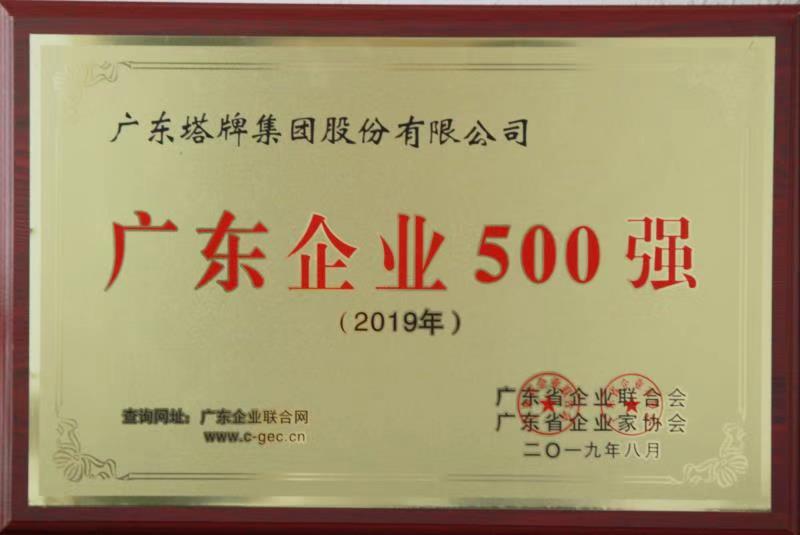 广东塔牌集团股份有限公司
广东企业500强
（2019年）
查询网址：广东企业联合网
www.c-gec.cn
广东省企业联合会
广东省企业家协会
二〇一九年八月